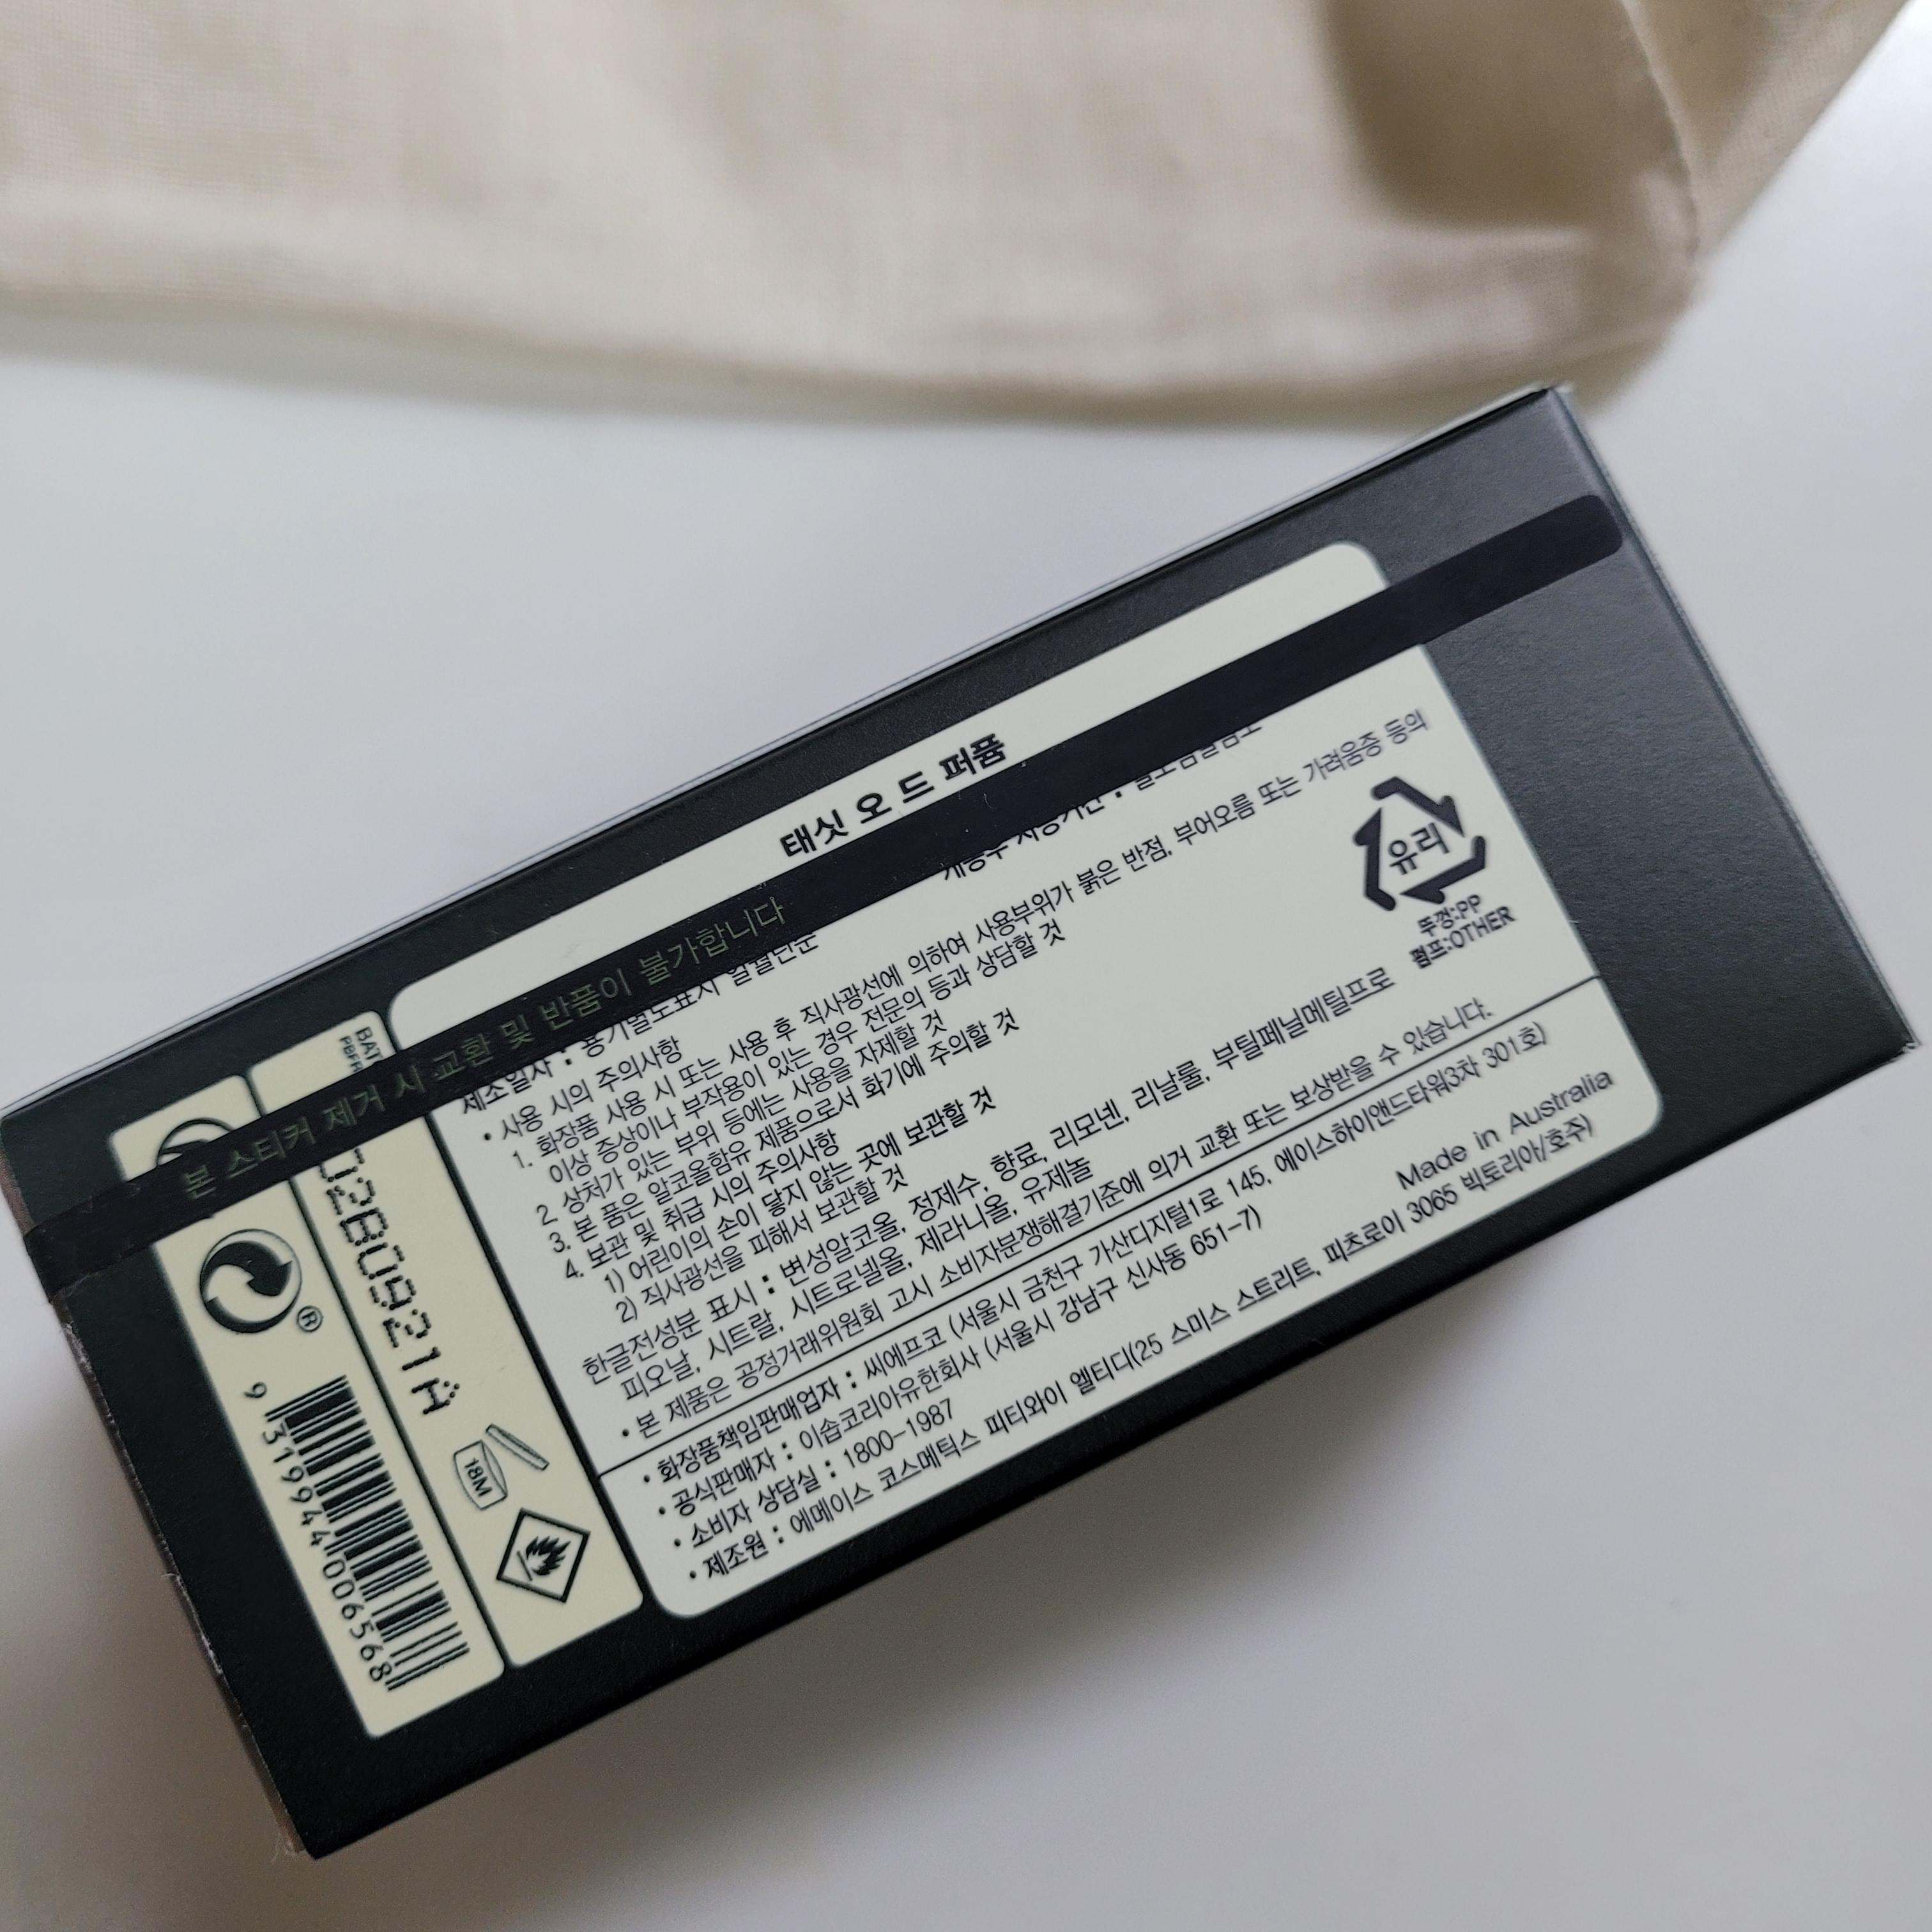 태싯 오 드 퍼퓸
본 스티커 제거 시 교환 및 반품이 불가합니다
제조일자 : 용기별도표시 일월년순
개봉후 사용기간 :
• 사용 시의 주의사항
1. 화장품 사용 시 또는 사용 후 직사광선에 의하여 사용부위가 붉은 반점, 부어오름 또는 가려움증 등의
이상 증상이나 부작용이 있는 경우 전문의 등과 상담할 것
2. 상처가 있는 부위 등에는 사용을 자제할 것
3. 본 품은 알코올함유 제품으로서 화기에 주의할 것
4. 보관 및 취급 시의 주의사항
1) 어린이의 손이 닿지 않는 곳에 보관할 것
2) 직사광선을 피해서 보관할 것
유리
뚜껑:PP
펌프:OTHER
한글전성분 표시 : 변성알코올, 정제수, 향료, 리모넨, 리날룰, 부틸페닐메틸프로
피오날, 시트랄, 시트로넬올, 제라니올, 유제놀
• 본 제품은 공정거래위원회 고시 소비자분쟁해결기준에 의거 교환 또는 보상받을 수 있습니다.
• 화장품책임판매업자 : 씨에프코 (서울시 금천구 가산디지털1로 145, 에이스하이앤드타워3차 301호)
• 공식판매자 : 이솝코리아유한회사 (서울시 강남구 신사동 651-7)
• 소비자 상담실 : 1800-1987
Made in Australia
• 제조원 : 에메이스 코스메틱스 피티와이 엘티디(25 스미스 스트리트, 피츠로이 3065 빅토리아/호주)
BAT
0280921A
18M
®
9 319944 006568